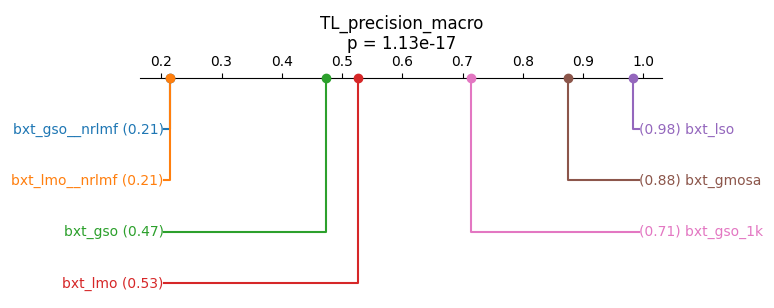 TL_precision_macro
p = 1.13e-17
0.2 0.3 0.4 0.5 0.6 0.7 0.8 0.9 1.0
bxt_gso__nrlmf (0.21) (0.98) bxt_lso
bxt_lmo__nrlmf (0.21) (0.88) bxt_gmosa
bxt_gso (0.47) (0.71) bxt_gso_1k
bxt_lmo (0.53)